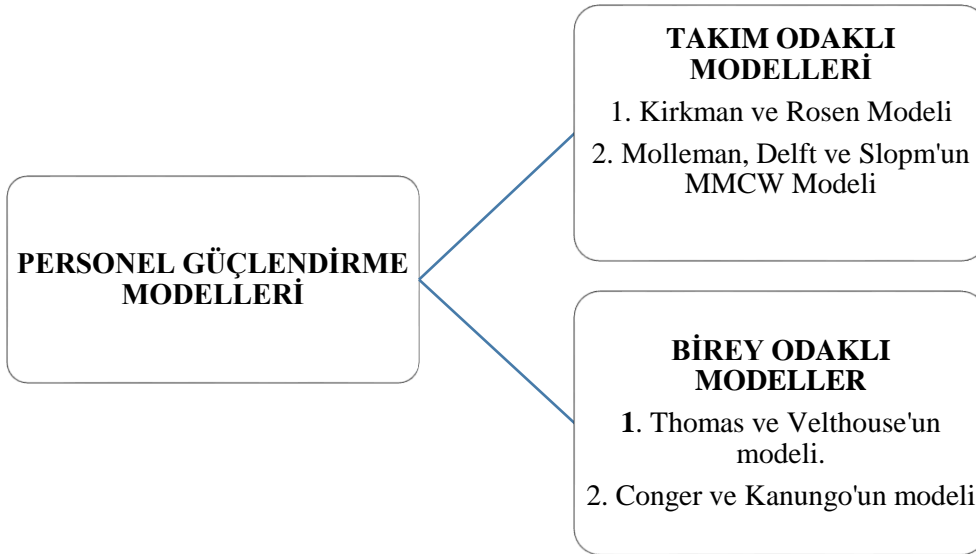 PERSONEL GÜÇLENDİRME
MODELLERİ
TAKIM ODAKLI
MODELLERİ
1. Kirkman ve Rosen Modeli
2. Molleman, Delft ve Slopm'un
MMCW Modeli
BİREY ODAKLI
MODELLER
1. Thomas ve Velthouse'un
modeli.
2. Conger ve Kanungo'un modeli